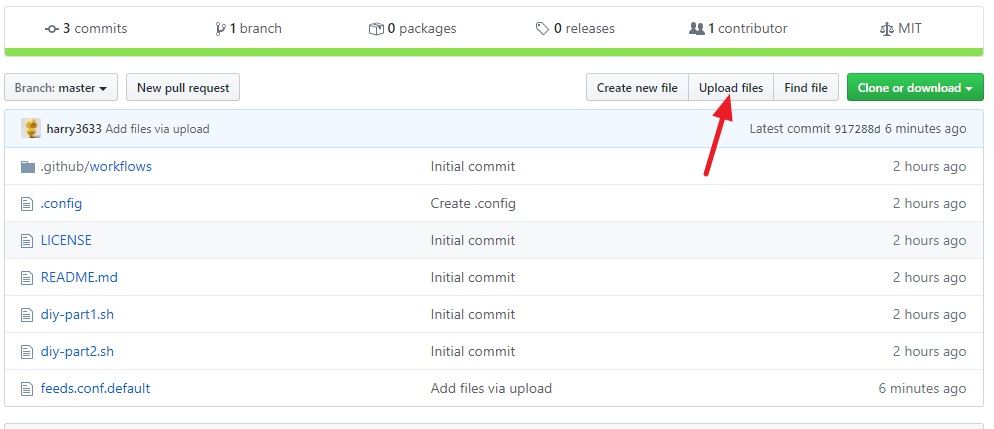 3 commits 1 branch 0 packages 0 releases 1 contributor MIT
Branch: master New pull request Create new file Upload files Find file Clone or download
harry3633 Add files via upload Latest commit 917288d 6 minutes ago
.github/workflows Initial commit 2 hours ago
.config Create .config 2 hours ago
LICENSE Initial commit 2 hours ago
README.md Initial commit 2 hours ago
diy-part1.sh Initial commit 2 hours ago
diy-part2.sh Initial commit 2 hours ago
feeds.conf.default Add files via upload 6 minutes ago